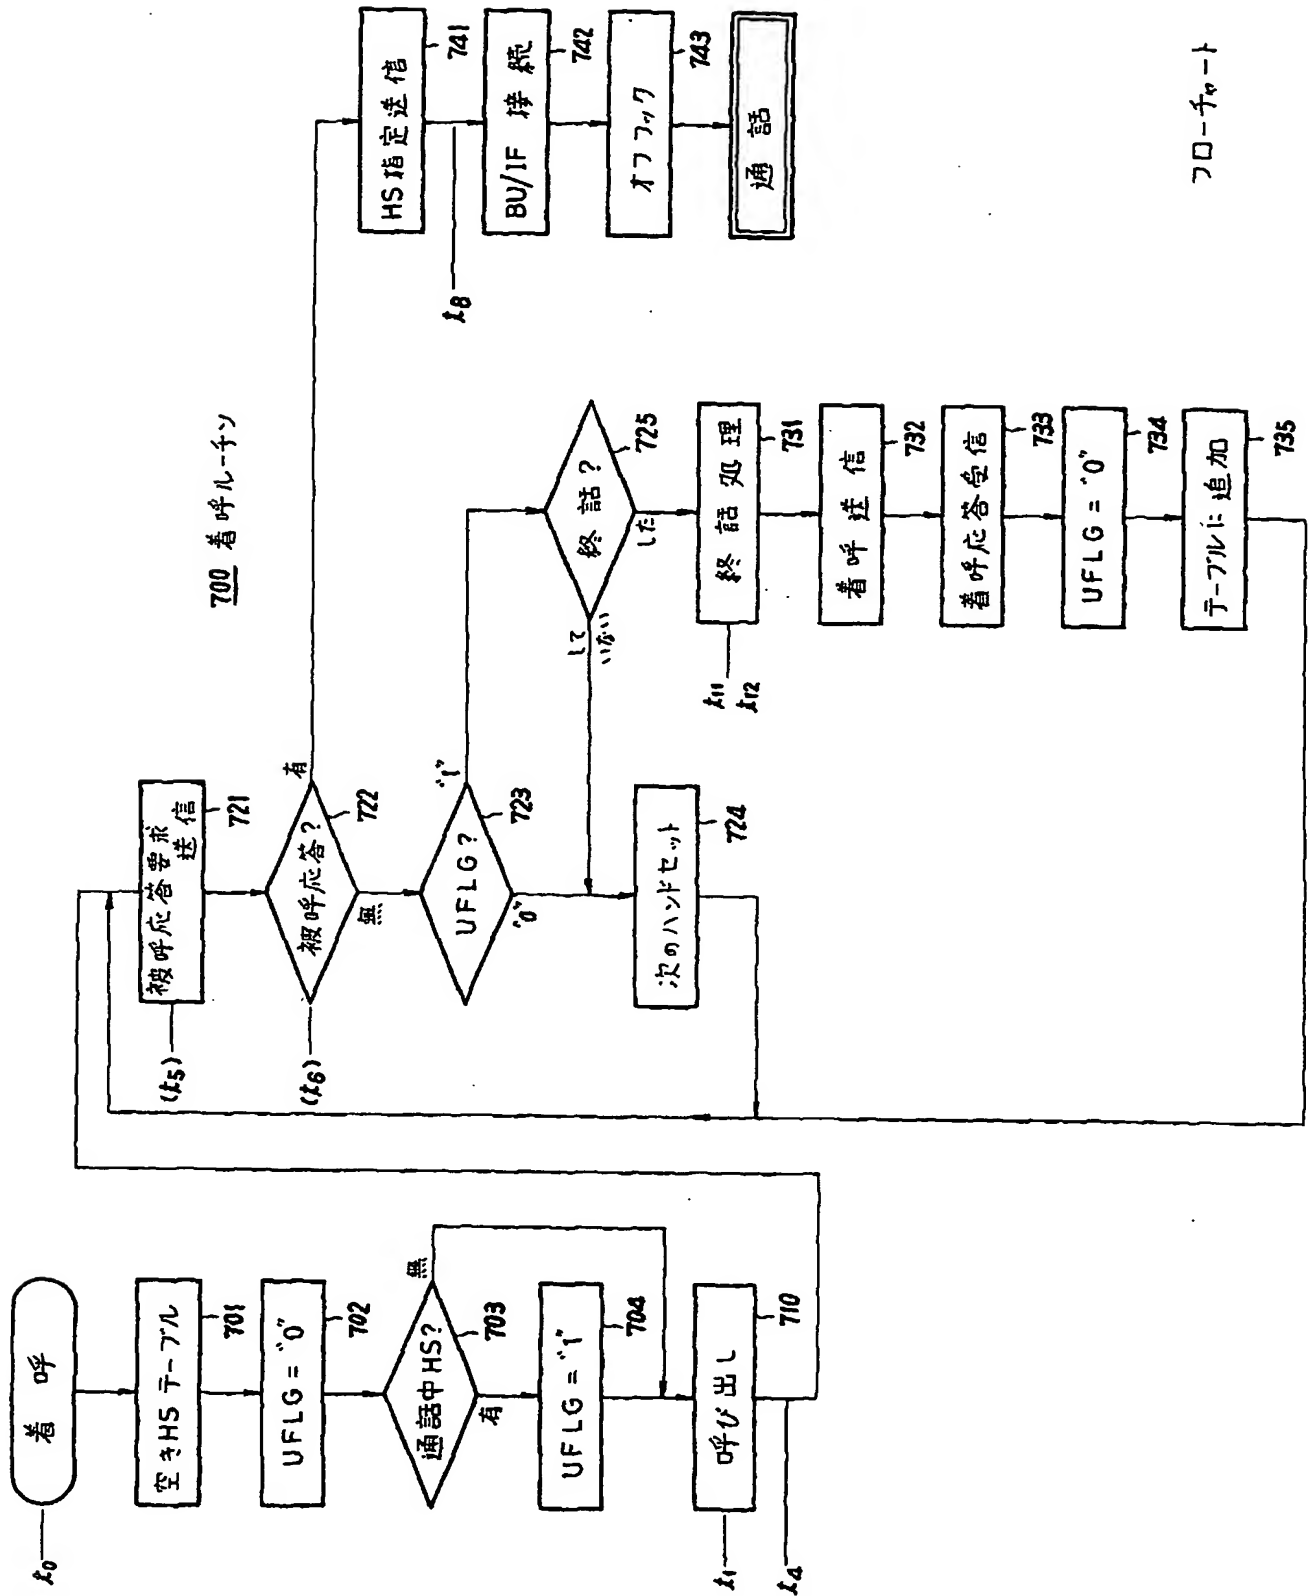 700 着呼ルーチン
t0
着呼
空きHSテーブル
701
UFLG = "0"
702
通話中HS?
703
無
有
UFLG = "1"
704
呼び出し
710
t1
t4
被呼応答要求
送信
721
(t5)
被呼応答?
722
有
無
(t6)
UFLG?
723
"1"
"0"
次のハンドセット
724
終話?
725
して
いない
した
終話処理
731
t11
t12
着呼送信
732
着呼応答受信
733
UFLG = "0"
734
テーブルに追加
735
HS指定送信
741
t8
BU/IF 接続
742
オフフック
743
通話
フローチャート